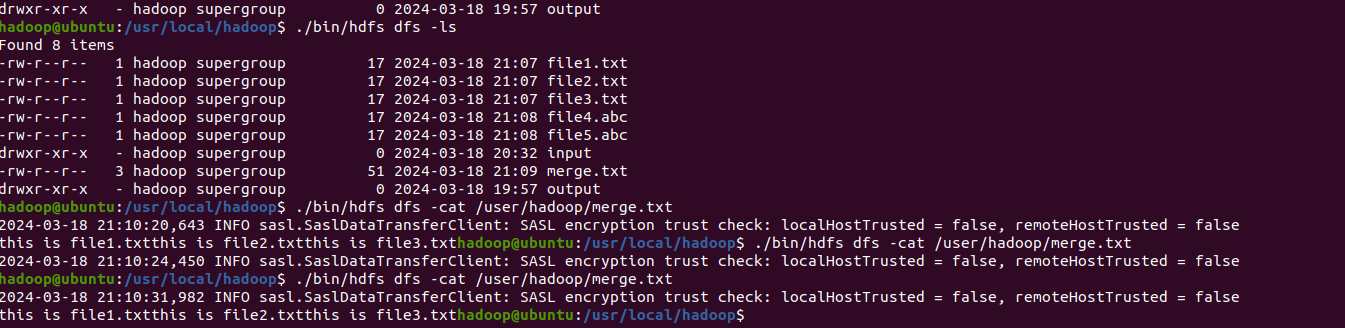 drwxr-xr-x   - hadoop supergroup          0 2024-03-18 19:57 output
hadoop@ubuntu:/usr/local/hadoop$ ./bin/hdfs dfs -ls
Found 8 items
-rw-r--r--   1 hadoop supergroup         17 2024-03-18 21:07 file1.txt
-rw-r--r--   1 hadoop supergroup         17 2024-03-18 21:07 file2.txt
-rw-r--r--   1 hadoop supergroup         17 2024-03-18 21:07 file3.txt
-rw-r--r--   1 hadoop supergroup         17 2024-03-18 21:08 file4.abc
-rw-r--r--   1 hadoop supergroup         17 2024-03-18 21:08 file5.abc
drwxr-xr-x   - hadoop supergroup          0 2024-03-18 20:32 input
-rw-r--r--   3 hadoop supergroup         51 2024-03-18 21:09 merge.txt
drwxr-xr-x   - hadoop supergroup          0 2024-03-18 19:57 output
hadoop@ubuntu:/usr/local/hadoop$ ./bin/hdfs dfs -cat /user/hadoop/merge.txt
2024-03-18 21:10:20,643 INFO sasl.SaslDataTransferClient: SASL encryption trust check: localHostTrusted = false, remoteHostTrusted = false
this is file1.txtthis is file2.txtthis is file3.txthadoop@ubuntu:/usr/local/hadoop$ ./bin/hdfs dfs -cat /user/hadoop/merge.txt
2024-03-18 21:10:24,450 INFO sasl.SaslDataTransferClient: SASL encryption trust check: localHostTrusted = false, remoteHostTrusted = false
hadoop@ubuntu:/usr/local/hadoop$ ./bin/hdfs dfs -cat /user/hadoop/merge.txt
2024-03-18 21:10:31,982 INFO sasl.SaslDataTransferClient: SASL encryption trust check: localHostTrusted = false, remoteHostTrusted = false
this is file1.txtthis is file2.txtthis is file3.txthadoop@ubuntu:/usr/local/hadoop$